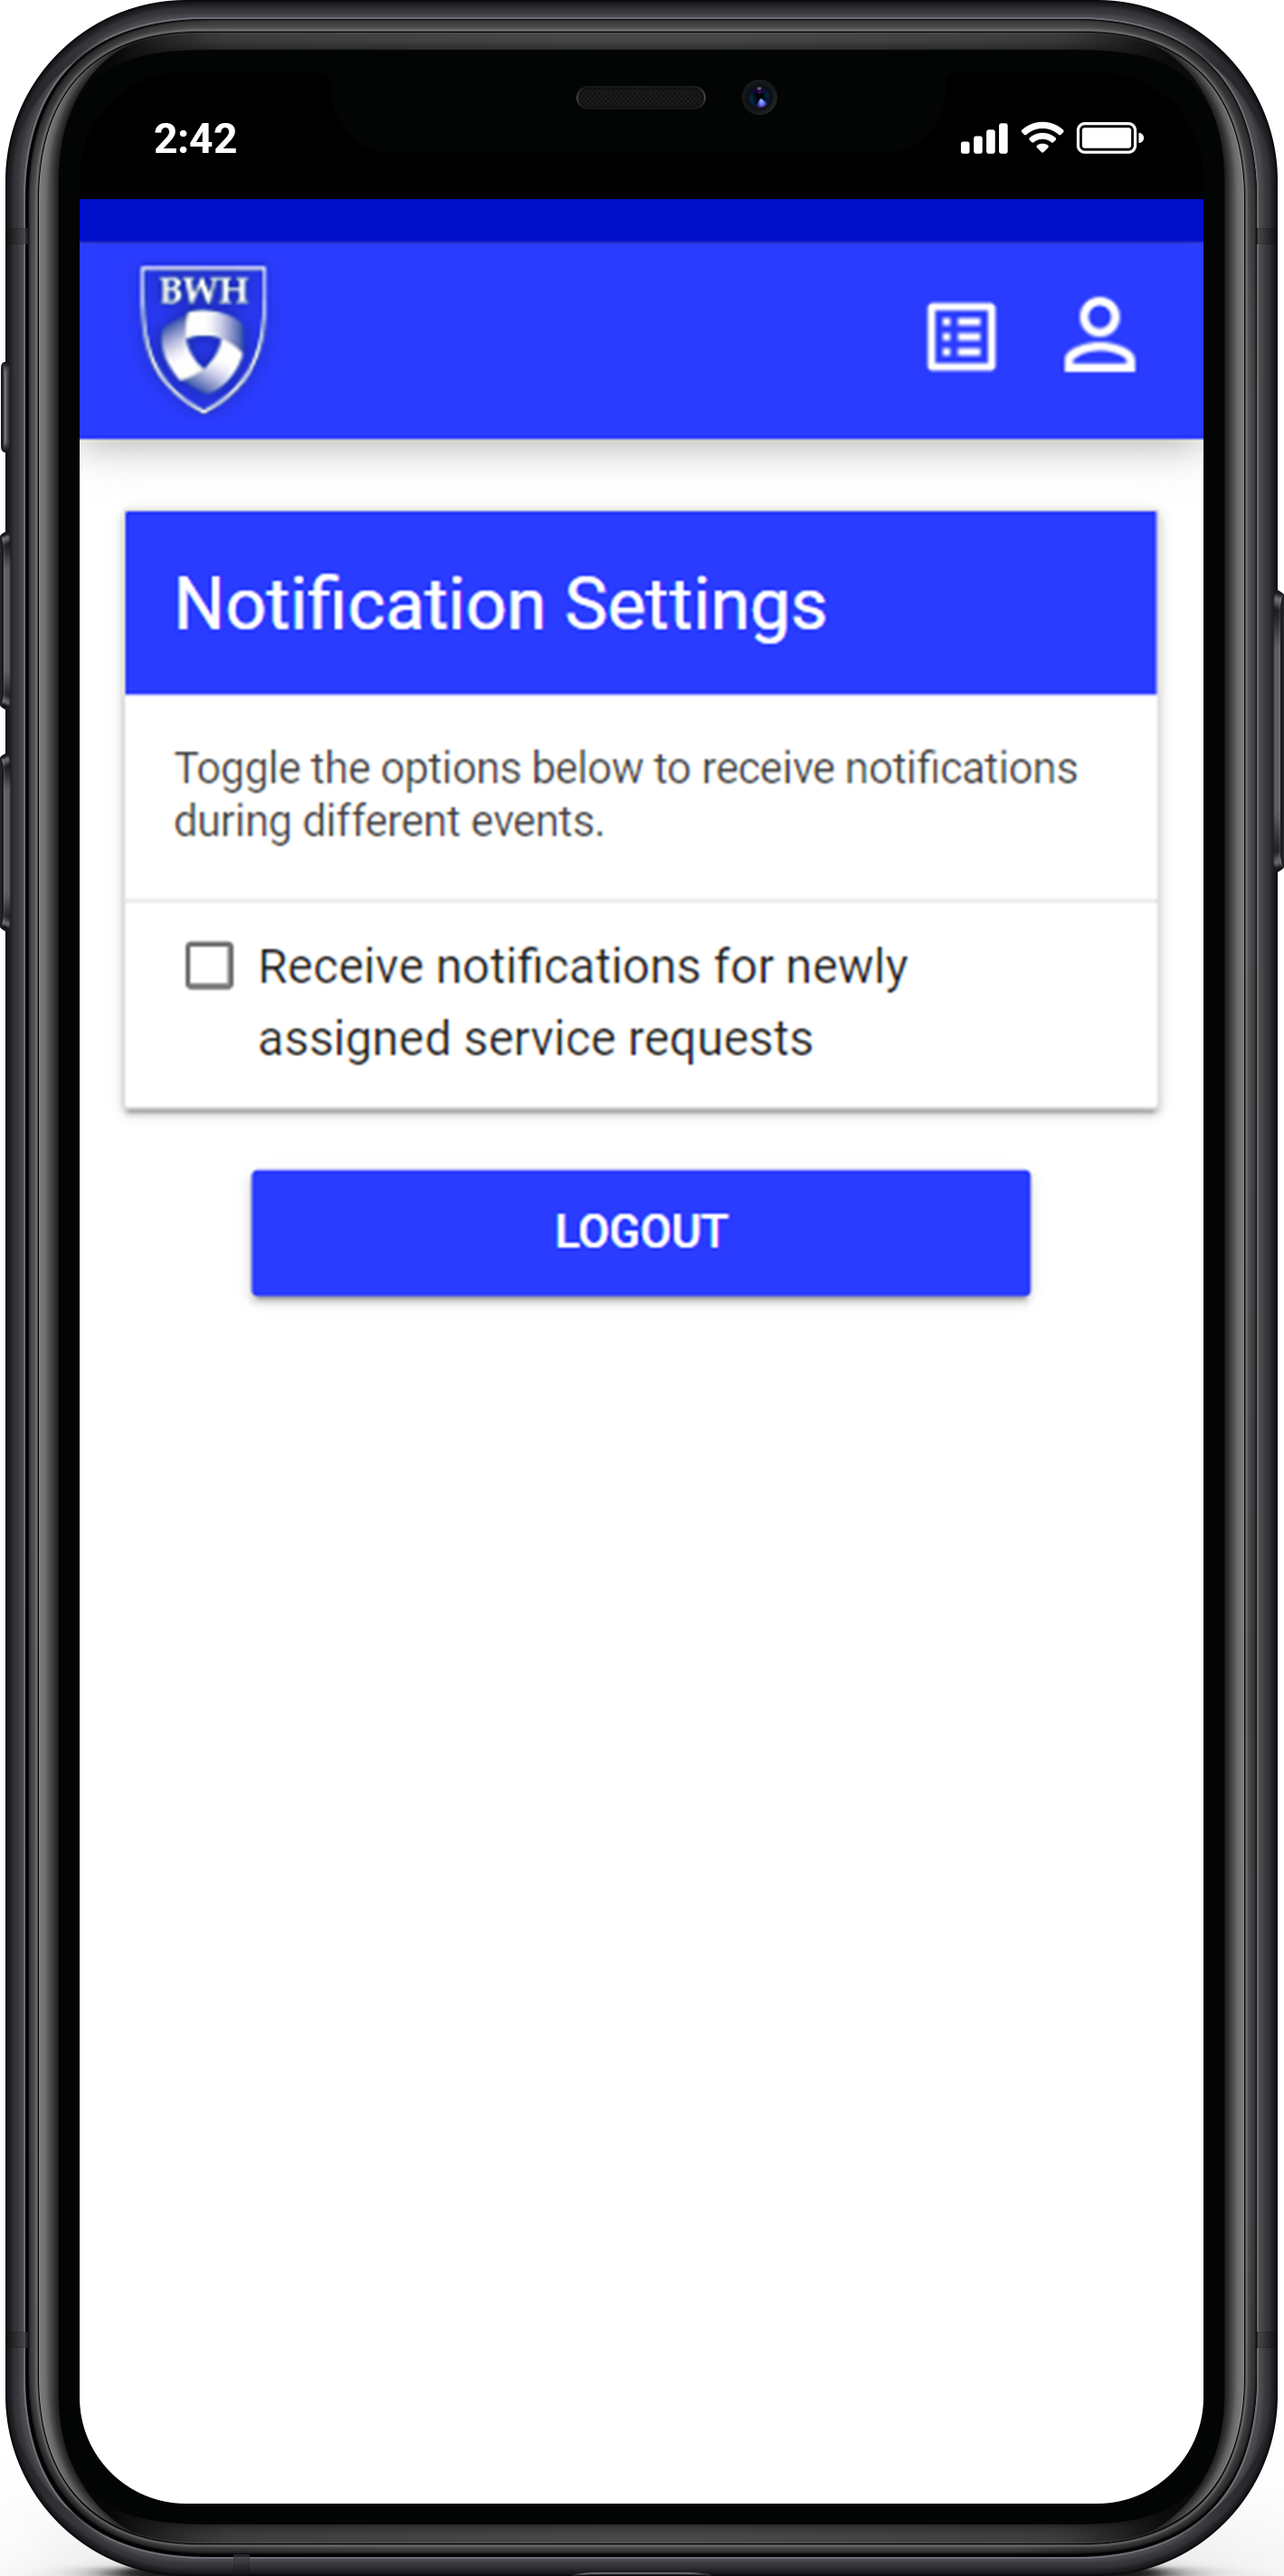 2:42
BWH
Notification Settings
Toggle the options below to receive notifications
during different events.
Receive notifications for newly
assigned service requests
LOGOUT